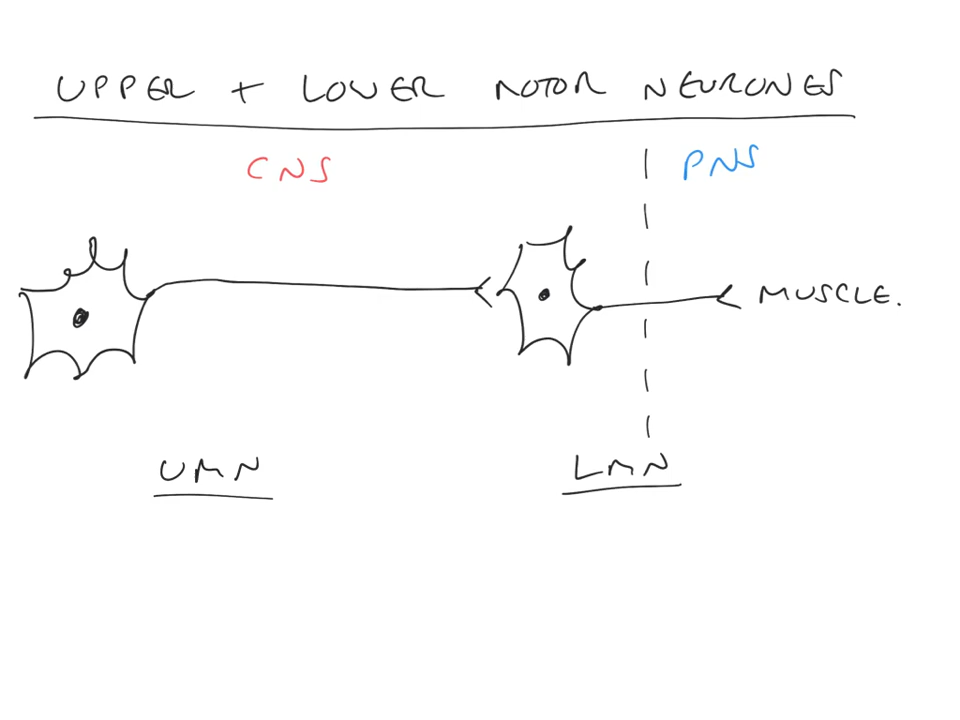 UPPER + LOWER MOTOR NEURONES
CNS PNS
MUSCLE.
UMN LMN